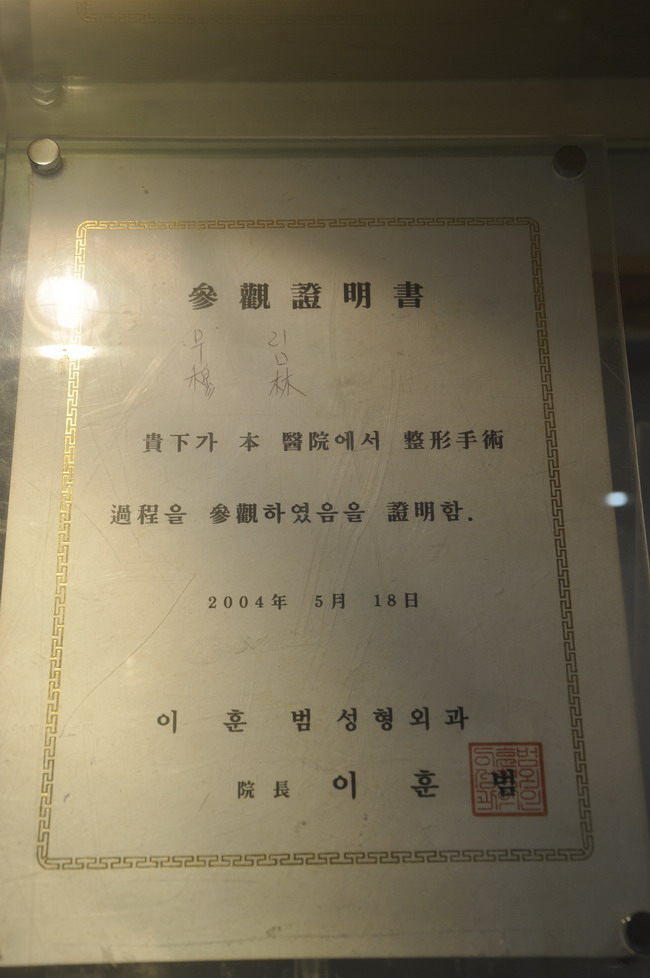 參觀證明書
무 림
穆 林
貴下가 本 醫院에서 整形手術
過程을 參觀하였음을 證明함.
2004年 5月 18日
이 훈 범 성형외과
院長 이 훈 범